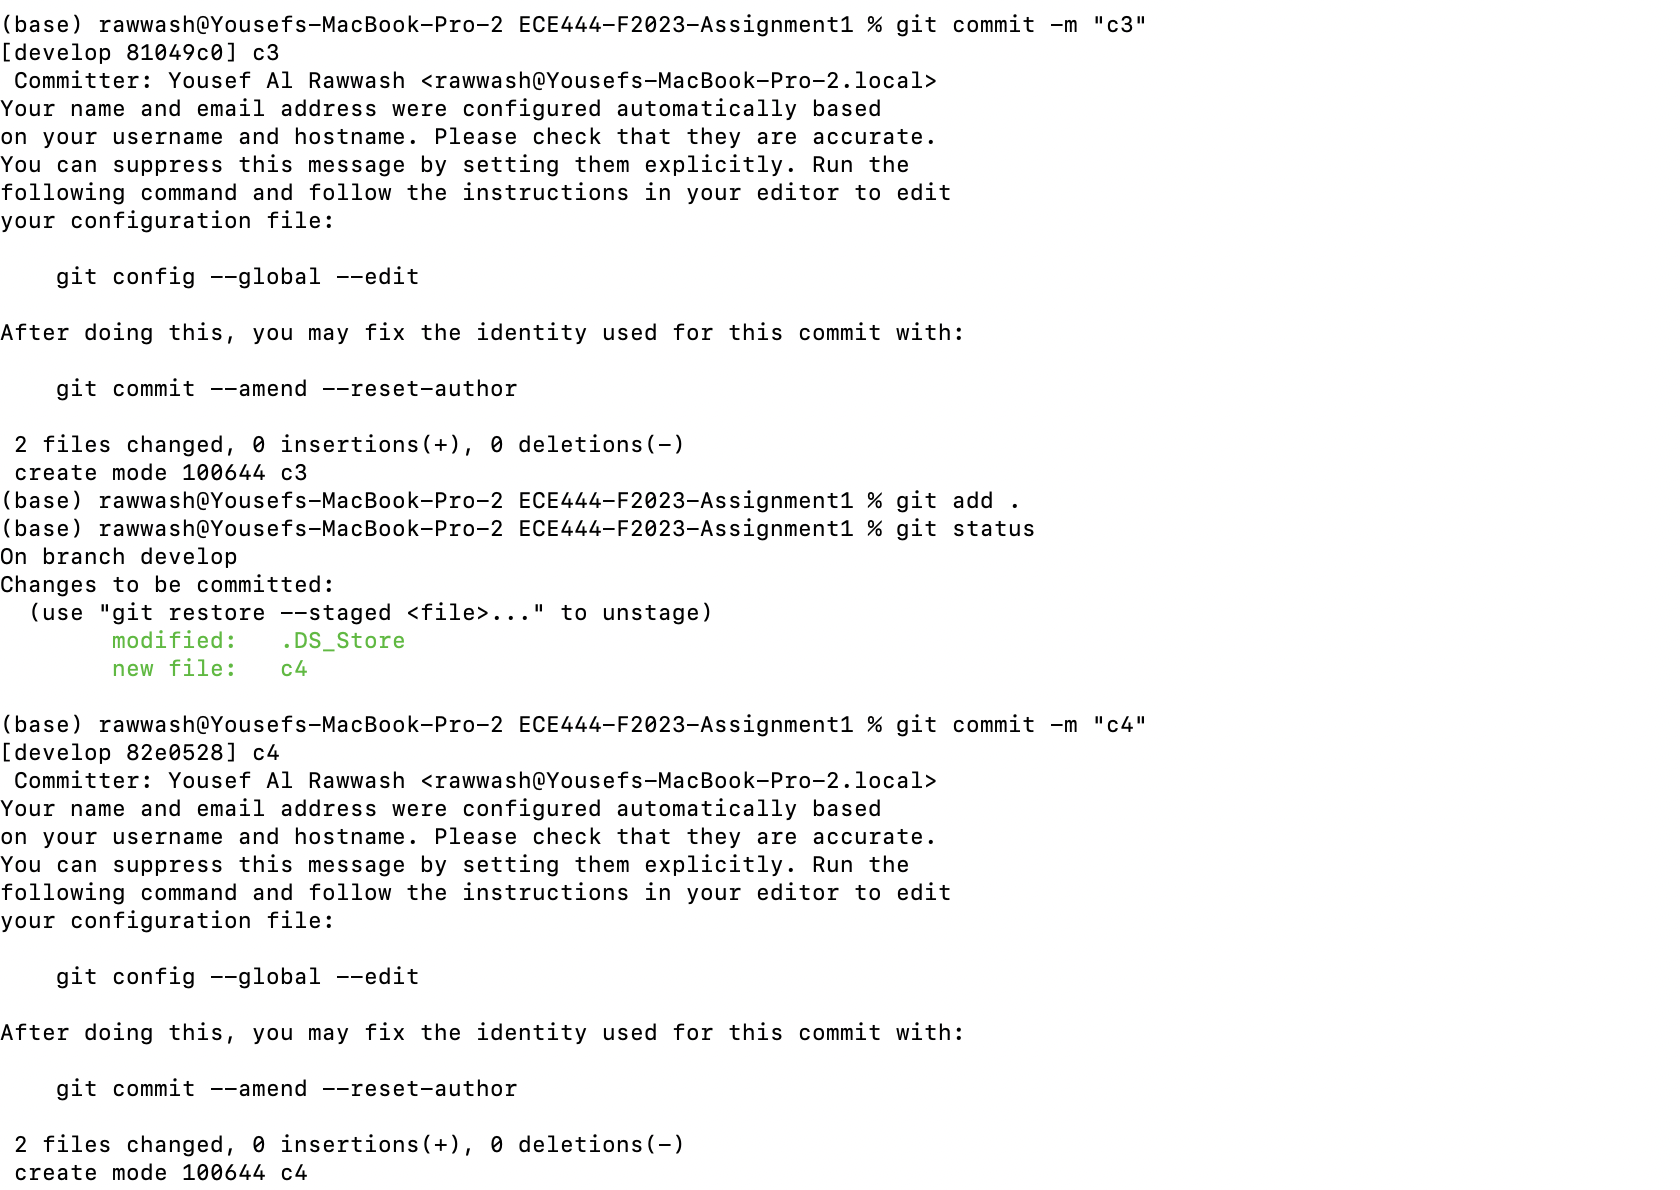 (base) rawwash@Yousefs-MacBook-Pro-2 ECE444-F2023-Assignment1 % git commit -m "c3"
[develop 81049c0] c3
 Committer: Yousef Al Rawwash <rawwash@Yousefs-MacBook-Pro-2.local>
Your name and email address were configured automatically based
on your username and hostname. Please check that they are accurate.
You can suppress this message by setting them explicitly. Run the
following command and follow the instructions in your editor to edit
your configuration file:

    git config --global --edit

After doing this, you may fix the identity used for this commit with:

    git commit --amend --reset-author

 2 files changed, 0 insertions(+), 0 deletions(-)
 create mode 100644 c3
(base) rawwash@Yousefs-MacBook-Pro-2 ECE444-F2023-Assignment1 % git add .
(base) rawwash@Yousefs-MacBook-Pro-2 ECE444-F2023-Assignment1 % git status
On branch develop
Changes to be committed:
  (use "git restore --staged <file>..." to unstage)
        modified:   .DS_Store
        new file:   c4

(base) rawwash@Yousefs-MacBook-Pro-2 ECE444-F2023-Assignment1 % git commit -m "c4"
[develop 82e0528] c4
 Committer: Yousef Al Rawwash <rawwash@Yousefs-MacBook-Pro-2.local>
Your name and email address were configured automatically based
on your username and hostname. Please check that they are accurate.
You can suppress this message by setting them explicitly. Run the
following command and follow the instructions in your editor to edit
your configuration file:

    git config --global --edit

After doing this, you may fix the identity used for this commit with:

    git commit --amend --reset-author

 2 files changed, 0 insertions(+), 0 deletions(-)
 create mode 100644 c4